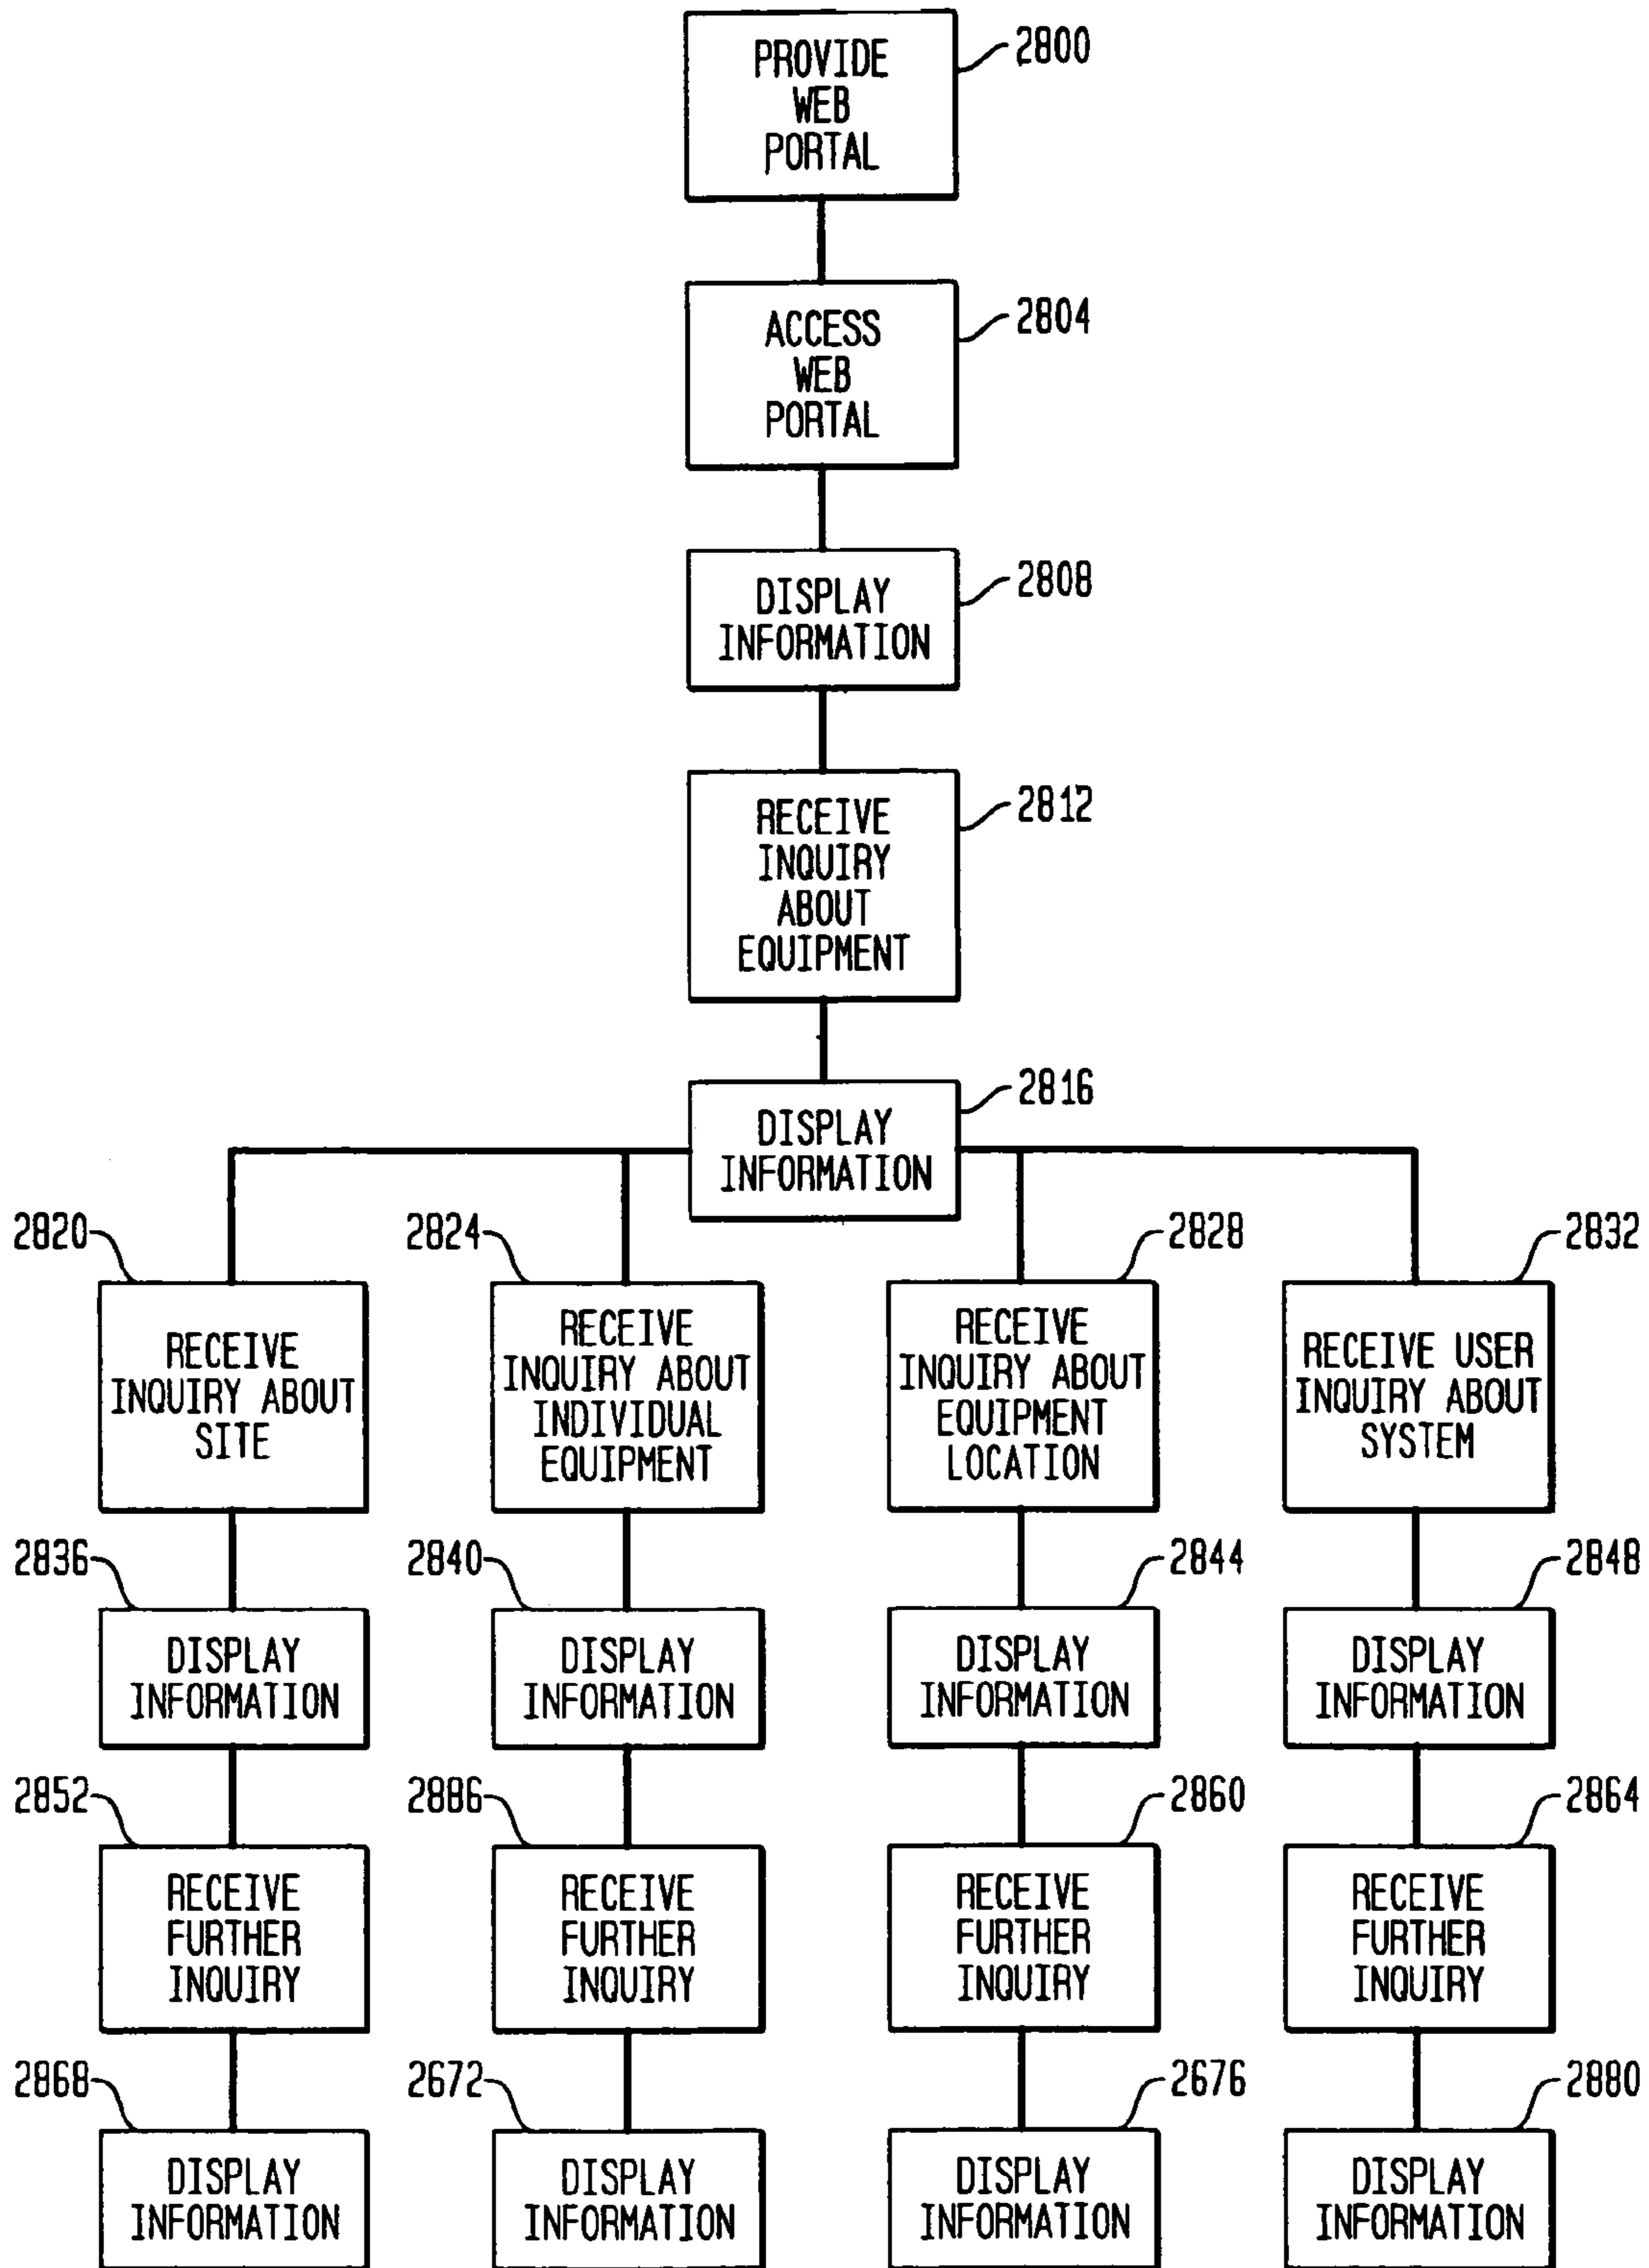 PROVIDE
WEB
PORTAL
2800
ACCESS
WEB
PORTAL
2804
DISPLAY
INFORMATION
2808
RECEIVE
INQUIRY
ABOUT
EQUIPMENT
2812
DISPLAY
INFORMATION
2816
2820
RECEIVE
INQUIRY ABOUT
SITE
2824
RECEIVE
INQUIRY ABOUT
INDIVIDUAL
EQUIPMENT
2828
RECEIVE
INQUIRY ABOUT
EQUIPMENT
LOCATION
2832
RECEIVE USER
INQUIRY ABOUT
SYSTEM
2836
DISPLAY
INFORMATION
2840
DISPLAY
INFORMATION
2844
DISPLAY
INFORMATION
2848
DISPLAY
INFORMATION
2852
RECEIVE
FURTHER
INQUIRY
2886
RECEIVE
FURTHER
INQUIRY
2860
RECEIVE
FURTHER
INQUIRY
2864
RECEIVE
FURTHER
INQUIRY
2868
DISPLAY
INFORMATION
2672
DISPLAY
INFORMATION
2676
DISPLAY
INFORMATION
2880
DISPLAY
INFORMATION